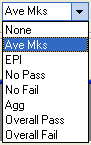 Ave Mks
None
Ave Mks
EPI
No Pass
No Fail
Agg
Overall Pass
Overall Fail